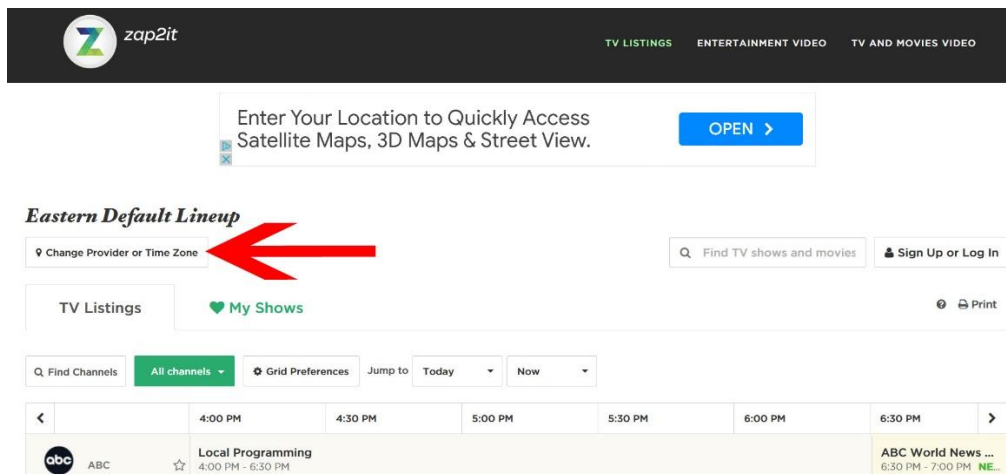 zap2it
TV LISTINGS ENTERTAINMENT VIDEO TV AND MOVIES VIDEO
Enter Your Location to Quickly Access
Satellite Maps, 3D Maps & Street View.
OPEN >
Eastern Default Lineup
Change Provider or Time Zone
Find TV shows and movies
Sign Up or Log In
TV Listings
My Shows
Print
Find Channels
All channels
Grid Preferences
Jump to
Today
Now
4:00 PM 4:30 PM 5:00 PM 5:30 PM 6:00 PM 6:30 PM
abc ABC
Local Programming
4:00 PM - 6:30 PM
ABC World News ...
6:30 PM - 7:00 PM NE...